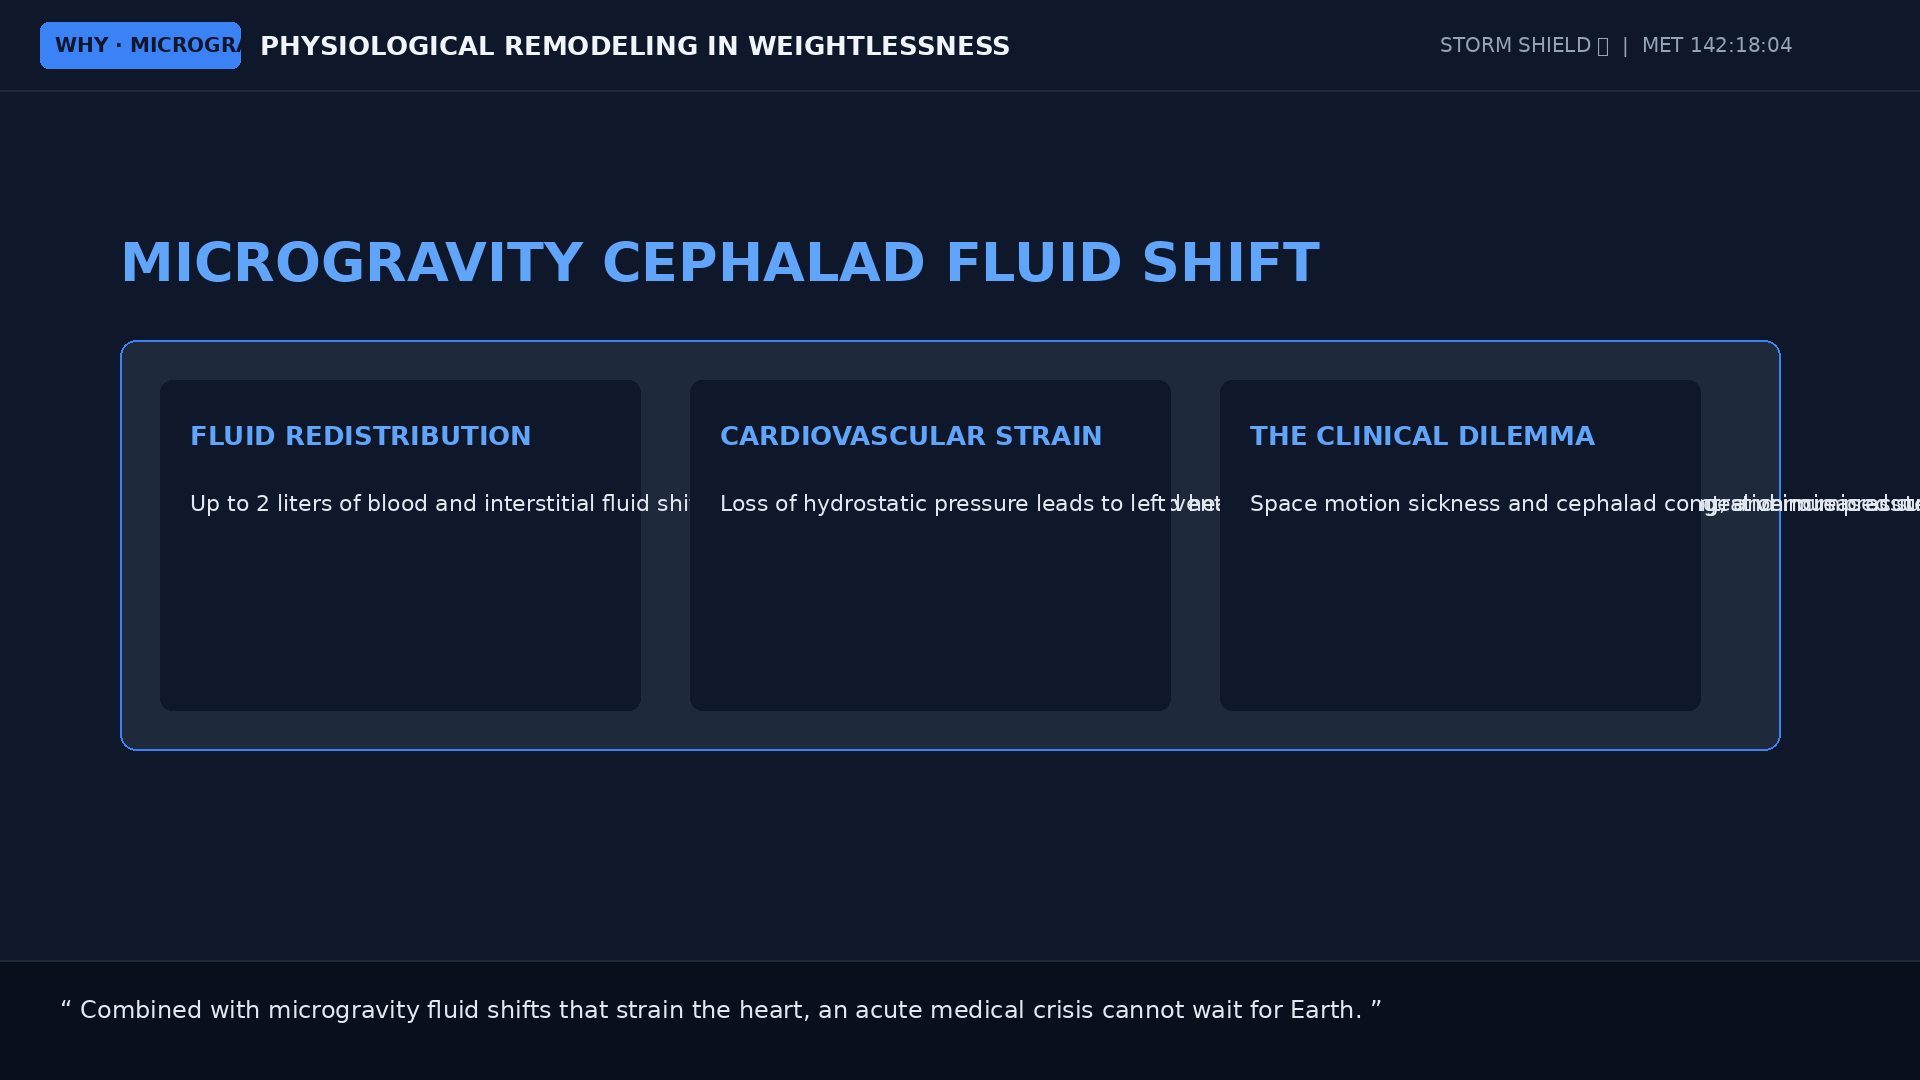 WHY · MICROGRA
PHYSIOLOGICAL REMODELING IN WEIGHTLESSNESS
STORM SHIELD ▯ | MET 142:18:04
MICROGRAVITY CEPHALAD FLUID SHIFT
FLUID REDISTRIBUTION
Up to 2 liters of blood and interstitial fluid shi
CARDIOVASCULAR STRAIN
Loss of hydrostatic pressure leads to left
THE CLINICAL DILEMMA
Space motion sickness and cephalad
“ Combined with microgravity fluid shifts that strain the heart, an acute medical crisis cannot wait for Earth. ”